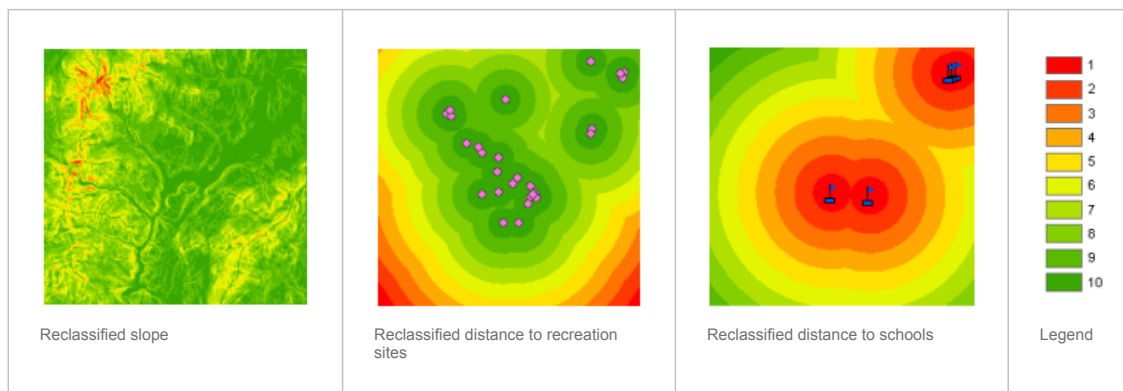 1
2
3
4
5
6
7
8
9
10
Reclassified slope
Reclassified distance to recreation
sites
Reclassified distance to schools
Legend